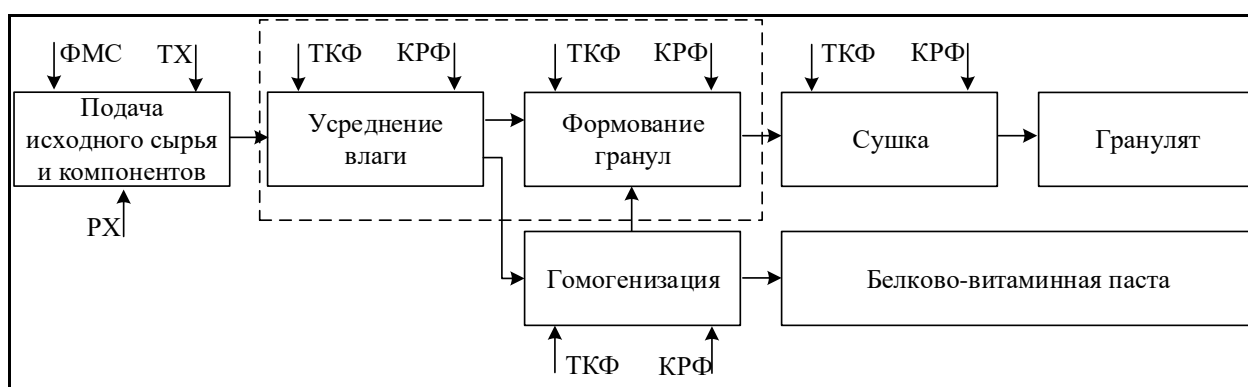 ФМС ТХ ТКФ КРФ ТКФ КРФ ТКФ КРФ
Подача
исходного сырья
и компонентов
Усреднение
влаги
Формование
гранул
Сушка
Гранулят
РХ
Гомогенизация
Белково-витаминная паста
ТКФ КРФ